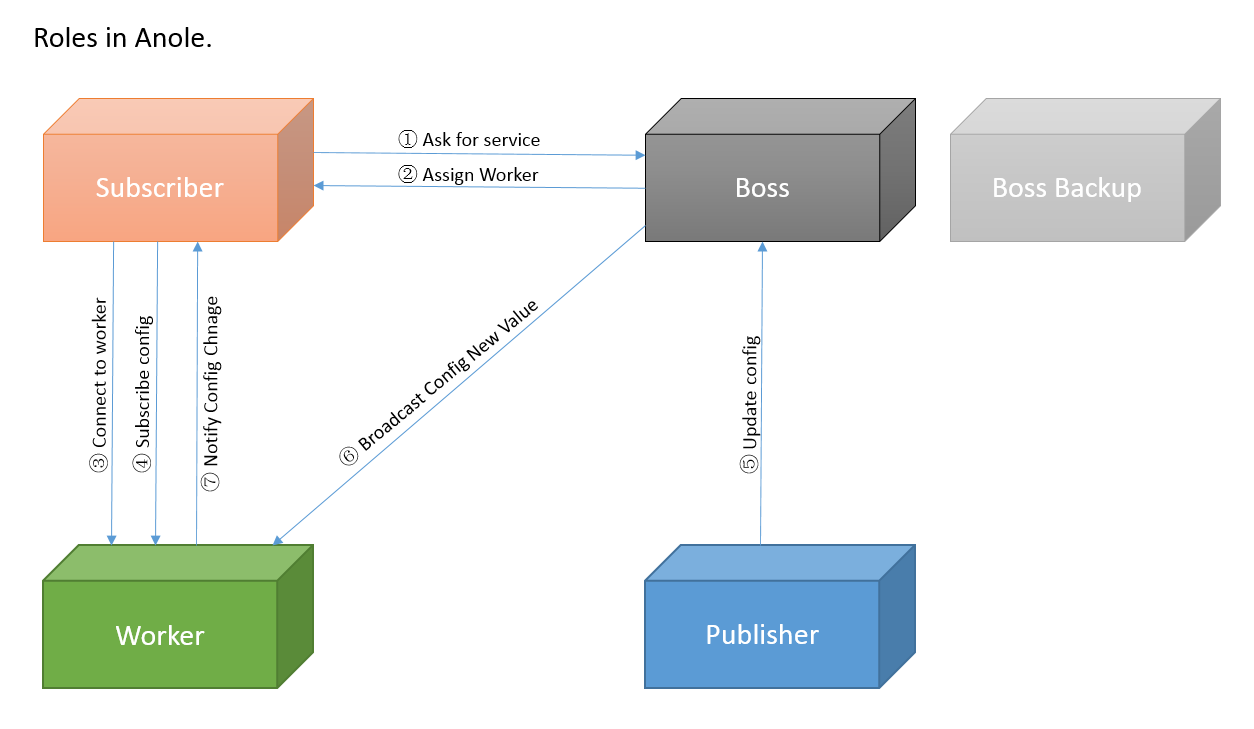 Roles in Anole.
① Ask for service
② Assign Worker
Subscriber
Boss
Boss Backup
③ Connect to worker
④ Subscribe config
⑦ Notify Config Chnage
⑥ Broadcast Config New Value
⑤ Update config
Worker
Publisher